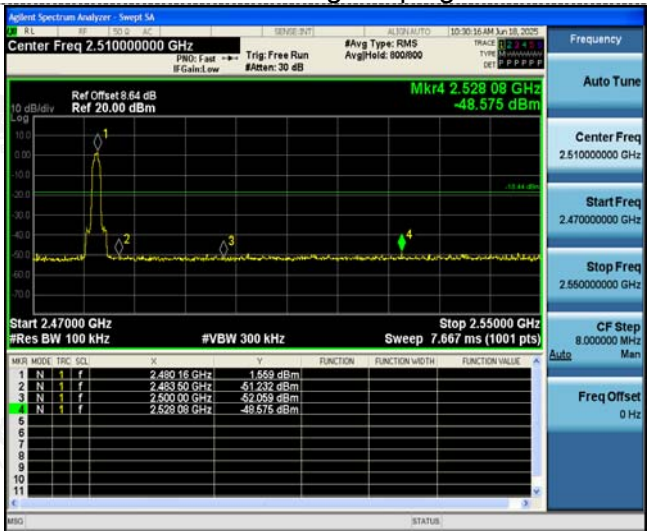 Agilent Spectrum Analyzer - Swept SA
RL RF 50 Ω AC SENSE:INT ALIGN AUTO 10:30:16 AM Jun 18, 2025
Center Freq 2.510000000 GHz #Avg Type: RMS TRACE 1 2 3 4 5 6
PNO: Fast Trig: Free Run Avg|Hold: 800/800 TYPE
IFGain:Low #Atten: 30 dB DET P P P P P P
Mkr4 2.528 08 GHz
Ref Offset 8.64 dB
10 dB/div Ref 20.00 dBm -48.575 dBm
Log
10.0
0.00
-10.0
-20.0
-30.0
-40.0
-50.0
-60.0
-70.0
1
2
3
4
Start 2.47000 GHz Stop 2.55000 GHz
#Res BW 100 kHz #VBW 300 kHz Sweep 7.667 ms (1001 pts)
MKR MODE TRC SCL X Y FUNCTION FUNCTION WIDTH FUNCTION VALUE
1 N 1 f 2.480 16 GHz 1.559 dBm
2 N 1 f 2.483 50 GHz -51.232 dBm
3 N 1 f 2.500 00 GHz -52.059 dBm
4 N 1 f 2.528 08 GHz -48.575 dBm
5
6
7
8
9
10
11
MSG STATUS
Frequency
Auto Tune
Center Freq
2.510000000 GHz
Start Freq
2.470000000 GHz
Stop Freq
2.550000000 GHz
CF Step
8.000000 MHz
Auto Man
Freq Offset
0 Hz